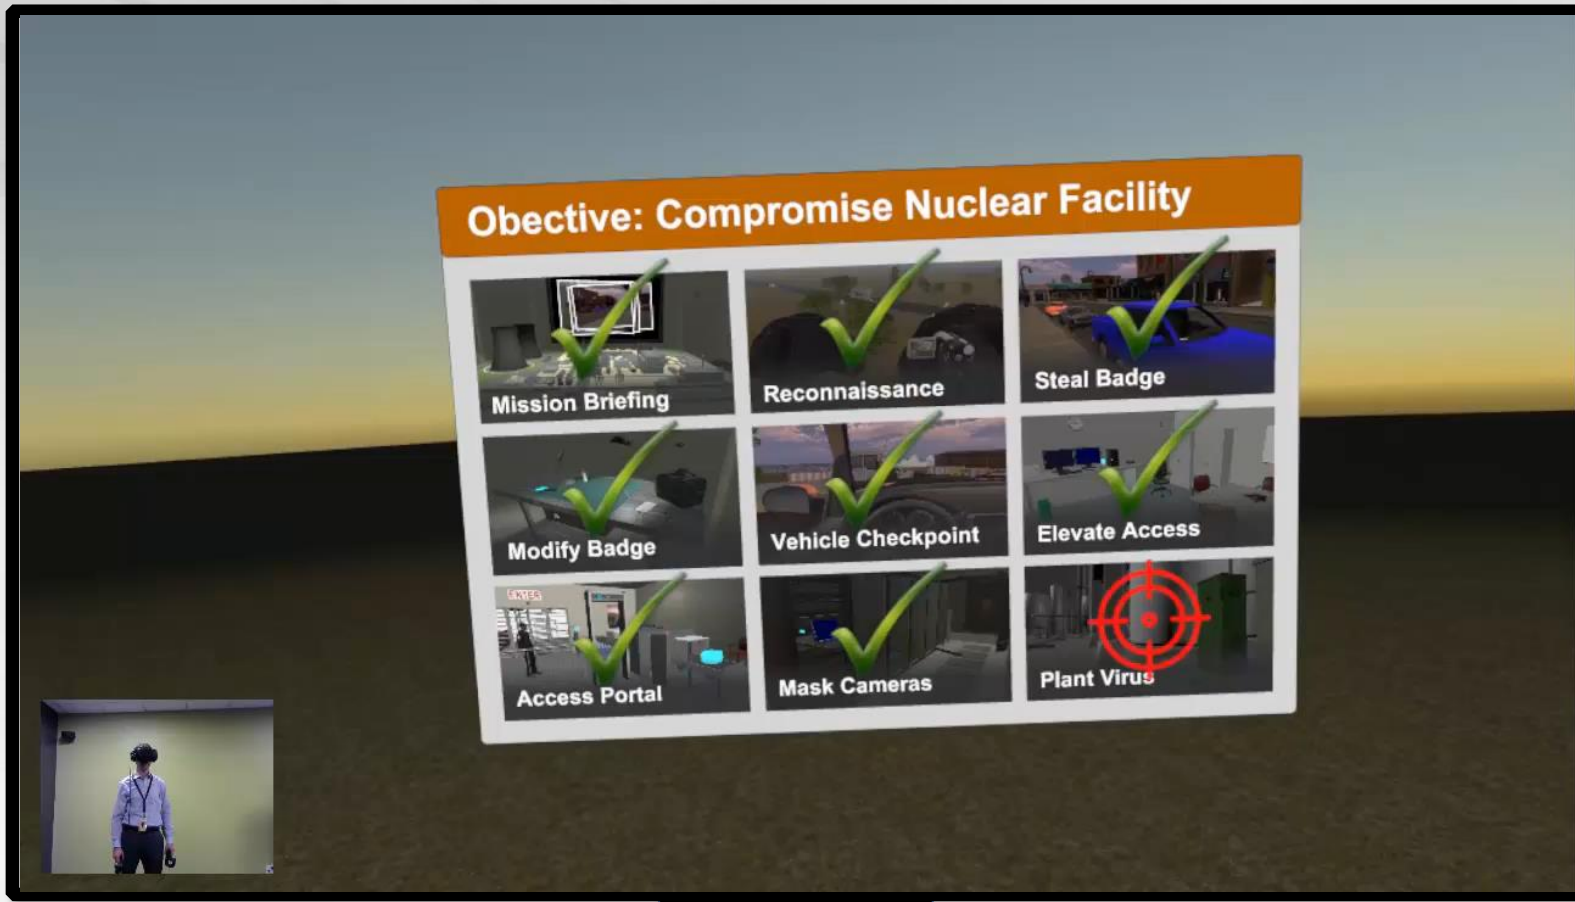 Obective: Compromise Nuclear Facility
Mission Briefing
Reconnaissance
Steal Badge
Modify Badge
Vehicle Checkpoint
Elevate Access
ENTER
Access Portal
Mask Cameras
Plant Virus